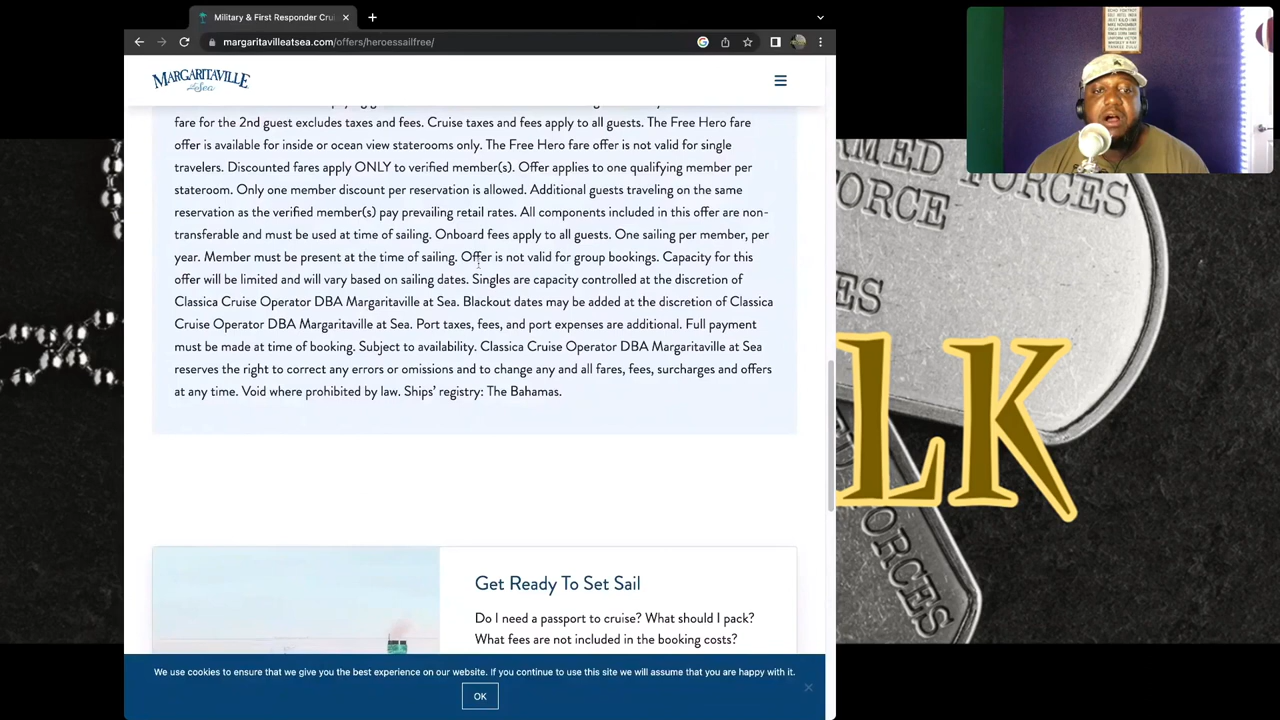 Military & First Responder Cru
margaritavilleatsea.com/offers/heroessailfree/
MARGARITAVILLE
at Sea
fare for the 2nd guest excludes taxes and fees. Cruise taxes and fees apply to all guests. The Free Hero fare
offer is available for inside or ocean view staterooms only. The Free Hero fare offer is not valid for single
travelers. Discounted fares apply ONLY to verified member(s). Offer applies to one qualifying member per
stateroom. Only one member discount per reservation is allowed. Additional guests traveling on the same
reservation as the verified member(s) pay prevailing retail rates. All components included in this offer are non-
transferable and must be used at time of sailing. Onboard fees apply to all guests. One sailing per member, per
year. Member must be present at the time of sailing. Offer is not valid for group bookings. Capacity for this
offer will be limited and will vary based on sailing dates. Singles are capacity controlled at the discretion of
Classica Cruise Operator DBA Margaritaville at Sea. Blackout dates may be added at the discretion of Classica
Cruise Operator DBA Margaritaville at Sea. Port taxes, fees, and port expenses are additional. Full payment
must be made at time of booking. Subject to availability. Classica Cruise Operator DBA Margaritaville at Sea
reserves the right to correct any errors or omissions and to change any and all fares, fees, surcharges and offers
at any time. Void where prohibited by law. Ships' registry: The Bahamas.
Get Ready To Set Sail
Do I need a passport to cruise? What should I pack?
What fees are not included in the booking costs?
We use cookies to ensure that we give you the best experience on our website. If you continue to use this site we will assume that you are happy with it.
OK
RMED FORCES
ORCE
CES
LK
FORCES